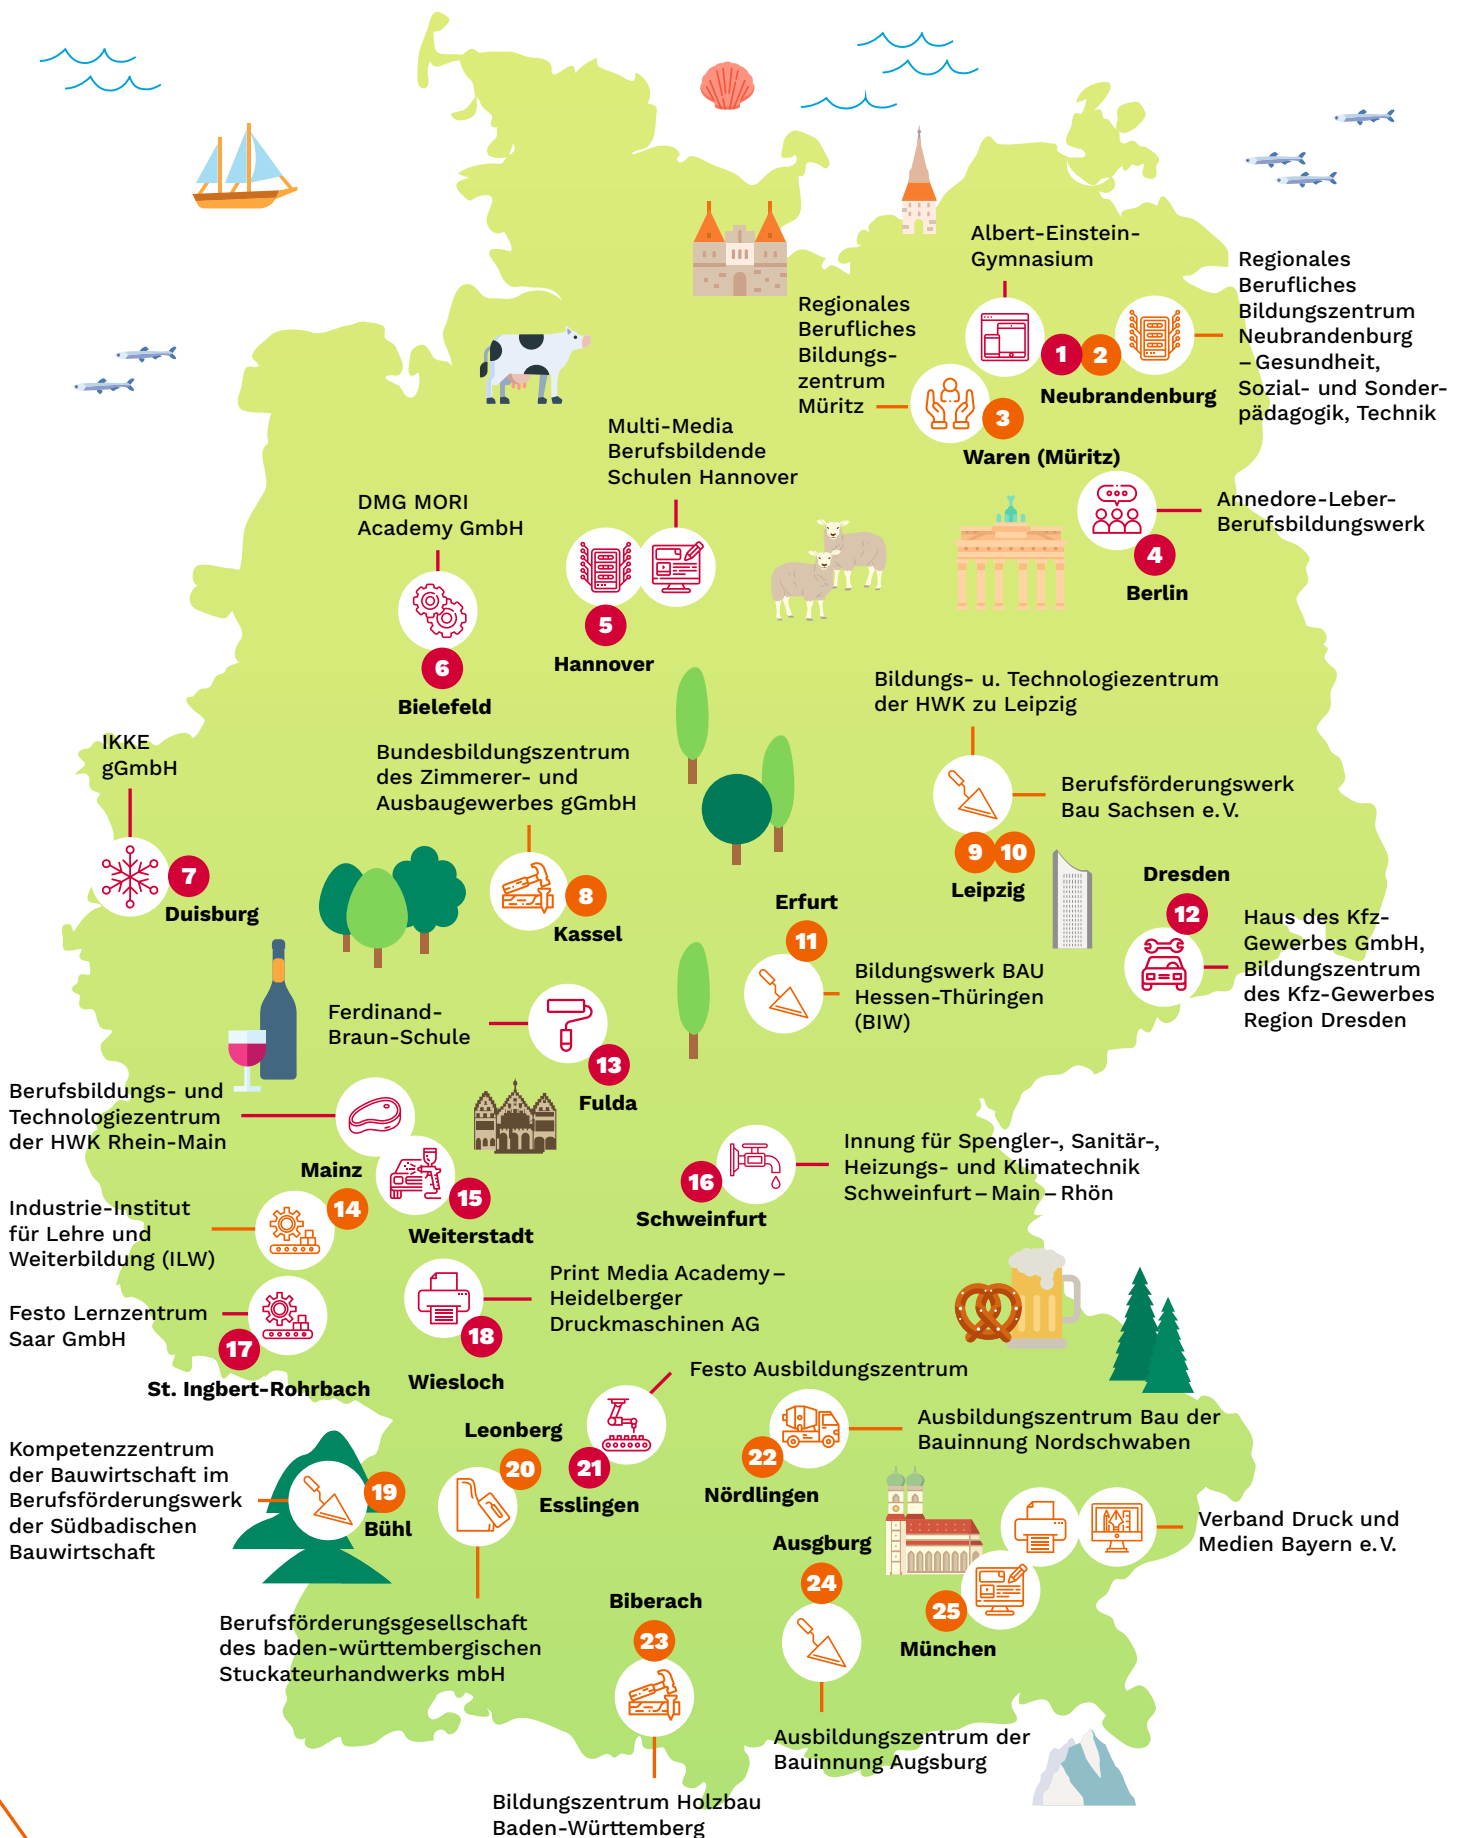 Albert-Einstein-
Gymnasium
Regionales
Berufliches
Bildungszentrum
Neubrandenburg
– Gesundheit,
Sozial- und Sonder-
pädagogik, Technik
1
2
Neubrandenburg
Regionales
Berufliches
Bildungs-
zentrum
Müritz
3
Waren (Müritz)
Annedore-Leber-
Berufsbildungswerk
4
Berlin
Multi-Media
Berufsbildende
Schulen Hannover
5
Hannover
DMG MORI
Academy GmbH
6
Bielefeld
IKKE
gGmbH
7
Duisburg
Bundesbildungszentrum
des Zimmerer- und
Ausbaugewerbes gGmbH
8
Kassel
Bildungs- u. Technologiezentrum
der HWK zu Leipzig
Berufsförderungswerk
Bau Sachsen e. V.
9
10
Leipzig
Erfurt
11
Bildungswerk BAU
Hessen-Thüringen
(BIW)
Dresden
12
Haus des Kfz-
Gewerbes GmbH,
Bildungszentrum
des Kfz-Gewerbes
Region Dresden
Ferdinand-
Braun-Schule
13
Fulda
Berufsbildungs- und
Technologiezentrum
der HWK Rhein-Main
Mainz
14
15
Weiterstadt
Industrie-Institut
für Lehre und
Weiterbildung (ILW)
16
Schweinfurt
Innung für Spengler-, Sanitär-,
Heizungs- und Klimatechnik
Schweinfurt – Main – Rhön
Festo Lernzentrum
Saar GmbH
17
St. Ingbert-Rohrbach
Print Media Academy –
Heidelberger
Druckmaschinen AG
18
Wiesloch
Kompetenzzentrum
der Bauwirtschaft im
Berufsförderungswerk
der Südbadischen
Bauwirtschaft
19
Bühl
Leonberg
20
Berufsförderungsgesellschaft
des baden-württembergischen
Stuckateurhandwerks mbH
Festo Ausbildungszentrum
21
Esslingen
22
Nördlingen
Ausbildungszentrum Bau der
Bauinnung Nordschwaben
Biberach
23
Bildungszentrum Holzbau
Baden-Württemberg
Ausgburg
24
Ausbildungszentrum der
Bauinnung Augsburg
25
München
Verband Druck und
Medien Bayern e. V.